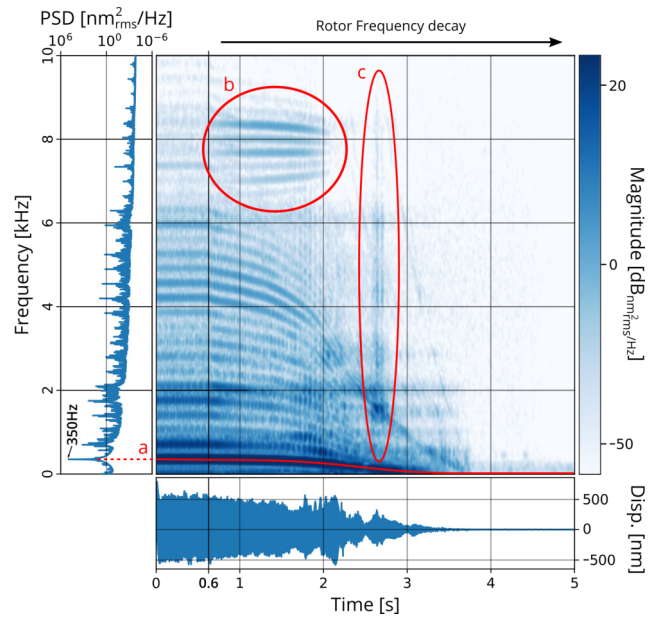 PSD [nm²rms/Hz]
10⁶ 10⁰ 10⁻⁶
Rotor Frequency decay
10
8
6
4
2
0
Frequency [kHz]
~350Hz
a
b
c
20
0
−50
Magnitude [dBnm²rms/Hz]
500
0
−500
Disp. [nm]
0 0.6 1 2 3 4 5
Time [s]